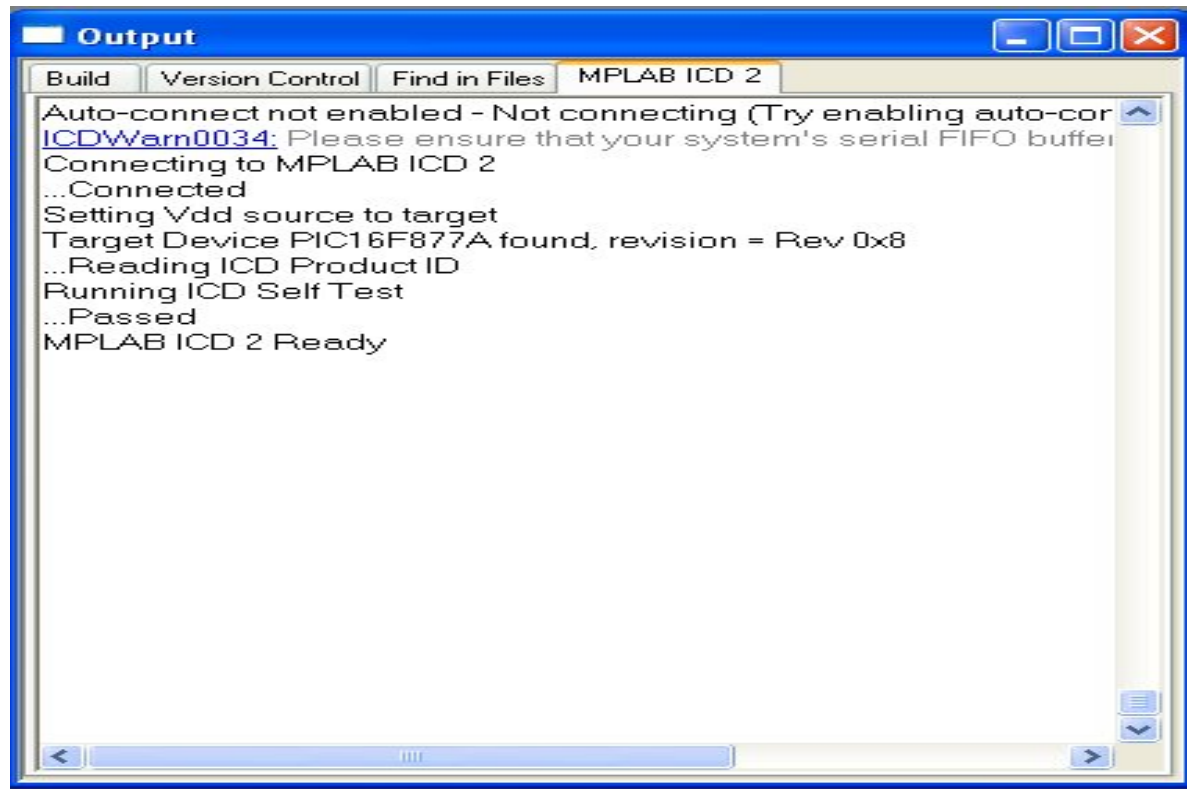 Output
Build Version Control Find in Files MPLAB ICD 2
Auto-connect not enabled - Not connecting (Try enabling auto-cor
ICDWarn0034: Please ensure that your system's serial FIFO buffer
Connecting to MPLAB ICD 2
...Connected
Setting Vdd source to target
Target Device PIC16F877A found, revision = Rev 0x8
...Reading ICD Product ID
Running ICD Self Test
...Passed
MPLAB ICD 2 Ready